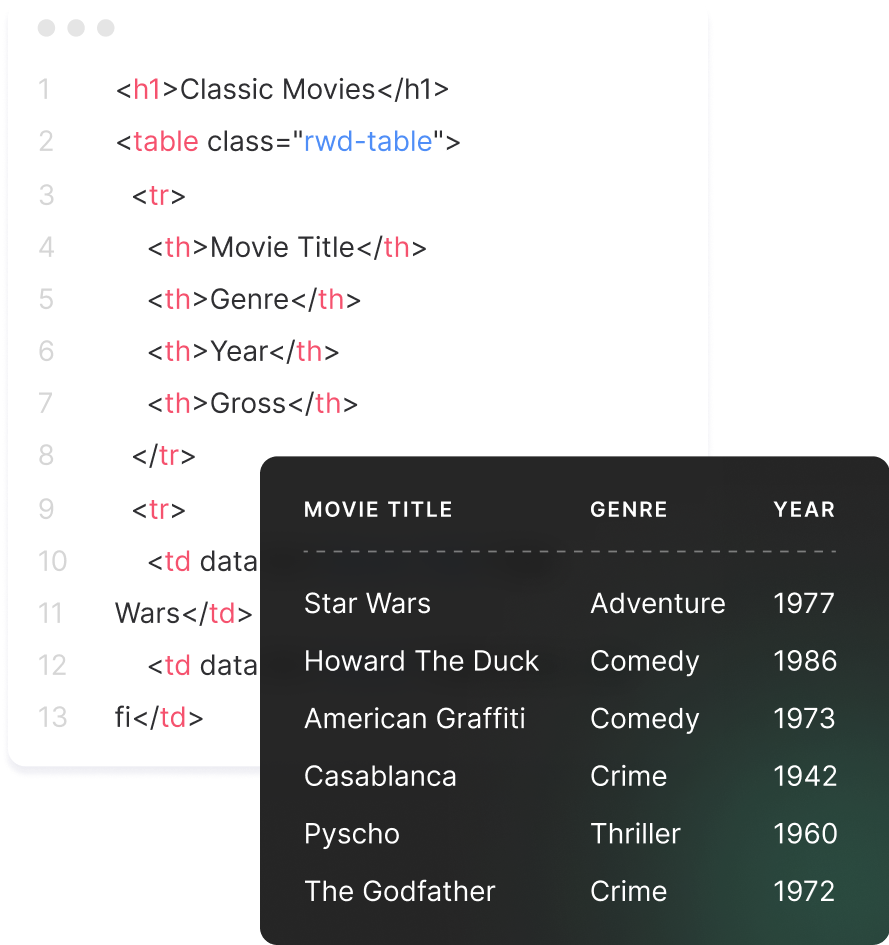 1 <h1>Classic Movies</h1>
2 <table class="rwd-table">
3 <tr>
4 <th>Movie Title</th>
5 <th>Genre</th>
6 <th>Year</th>
7 <th>Gross</th>
8 </tr>
9 <tr>
10 <td data
11 Wars</td>
12 <td data
13 fi</td>
MOVIE TITLE GENRE YEAR
Star Wars Adventure 1977
Howard The Duck Comedy 1986
American Graffiti Comedy 1973
Casablanca Crime 1942
Pyscho Thriller 1960
The Godfather Crime 1972